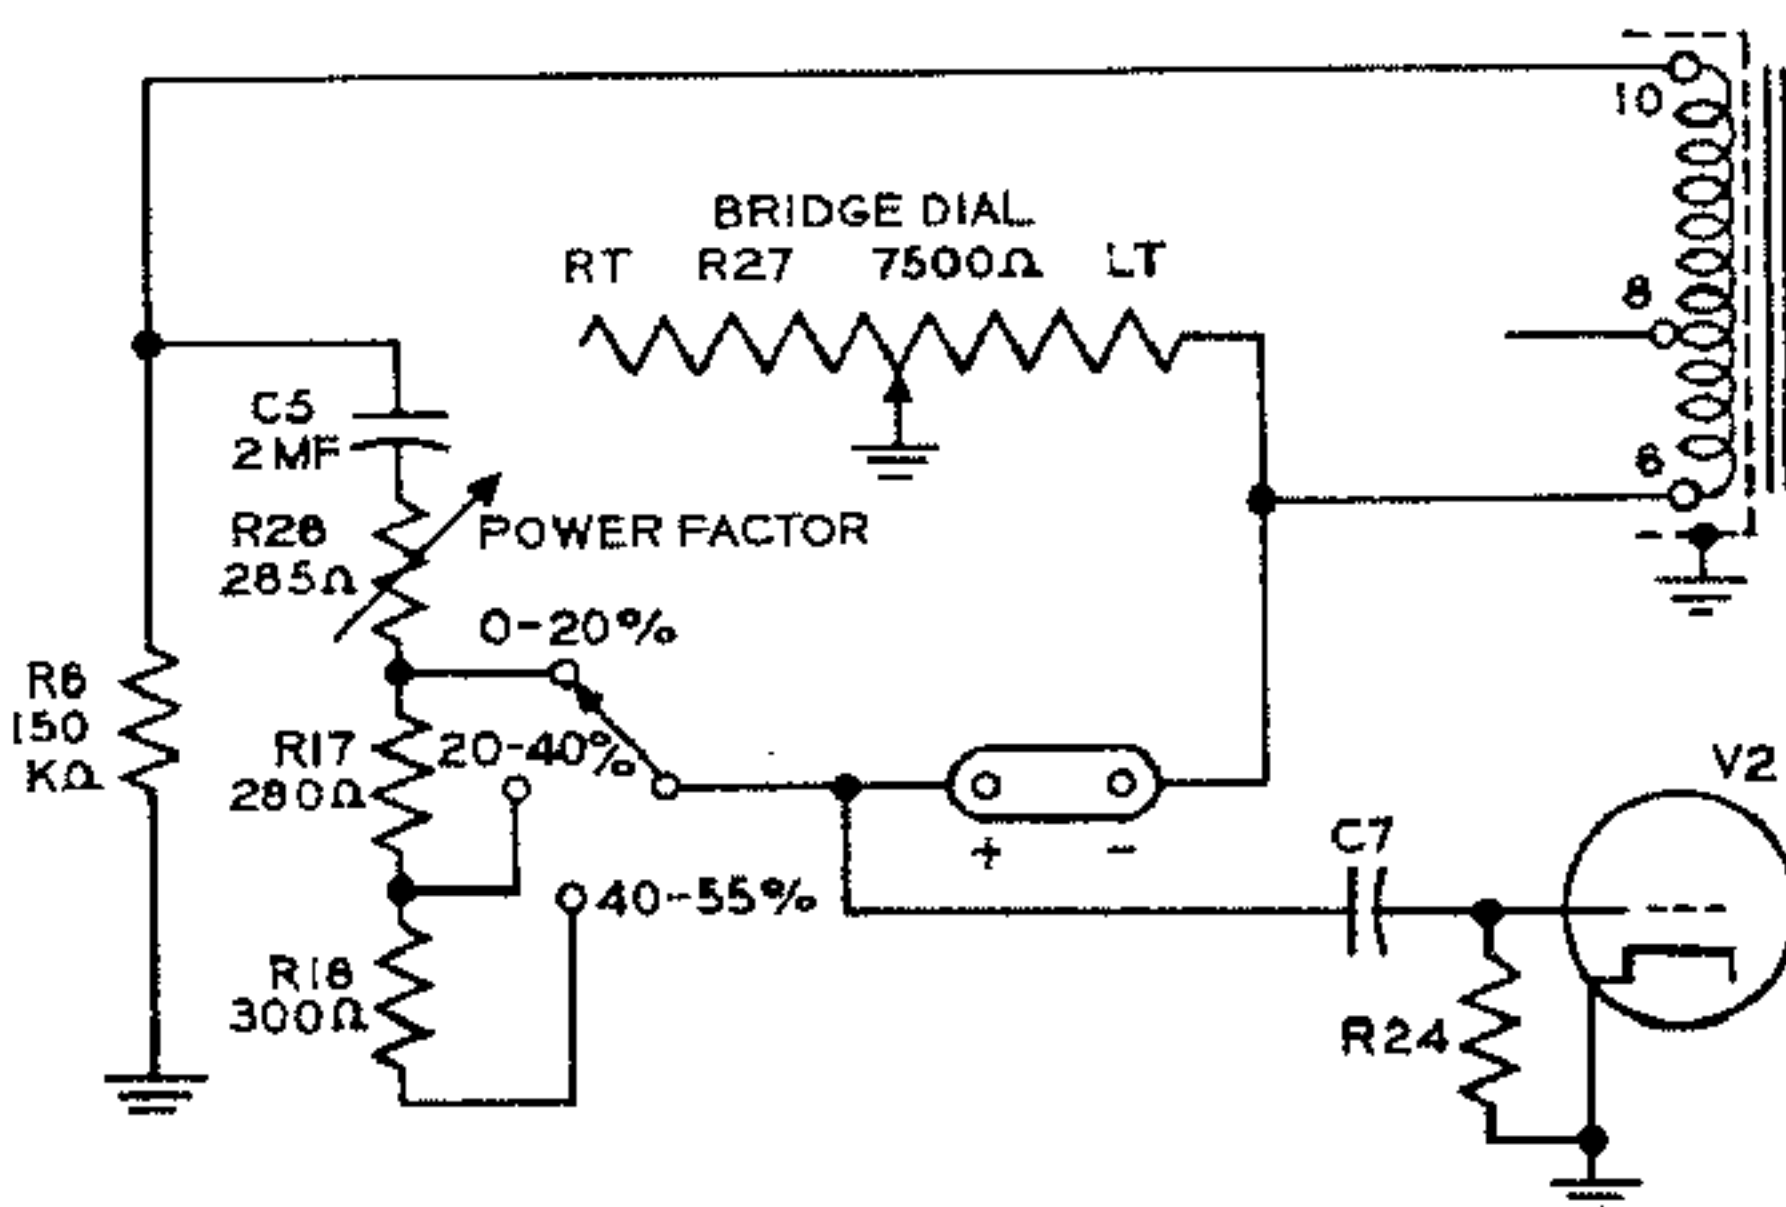 10
BRIDGE DIAL
RT R27 7500Ω LT
8
C5
2 MF
6
R28
285Ω
POWER FACTOR
0-20%
R6
150
KΩ
R17
280Ω
20-40%
V2
+ -
C7
40-55%
R18
300Ω
R24